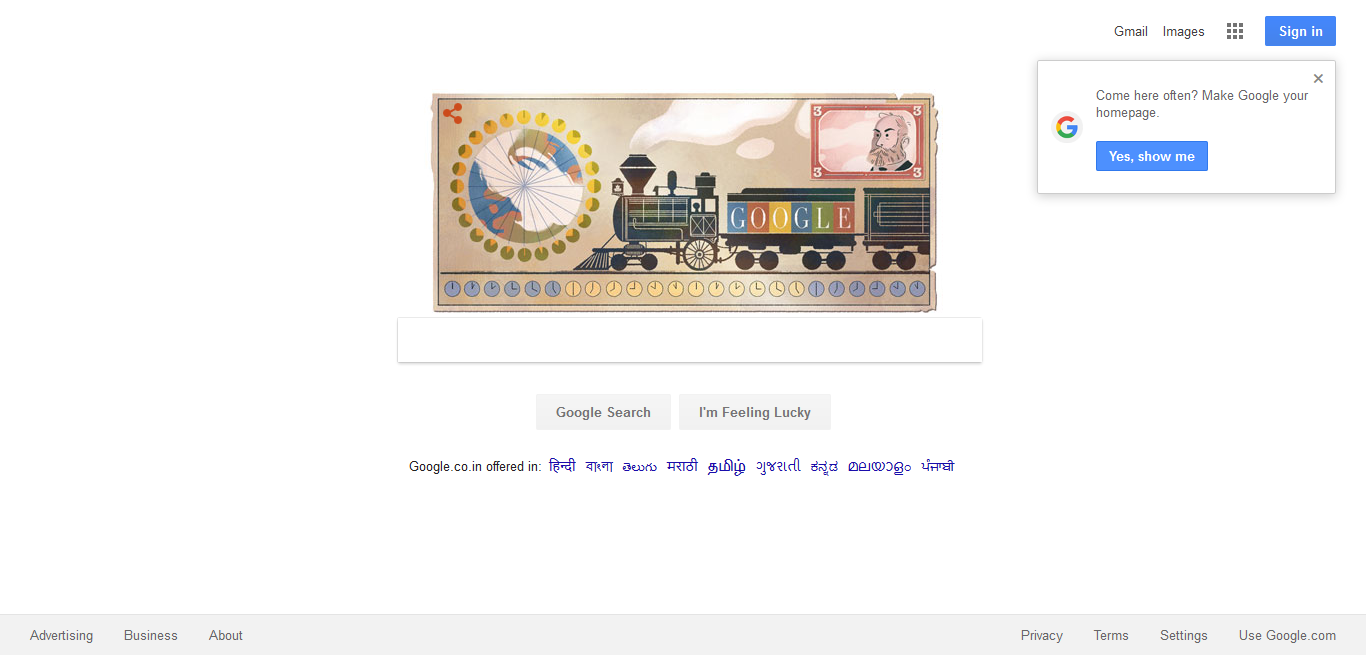 Gmail Images Sign in
Come here often? Make Google your
homepage.
Yes, show me
3 3
3 3
GOOGLE
Google Search I'm Feeling Lucky
Google.co.in offered in: हिन्दी বাংলা తెలుగు मराठी தமிழ் ગુજરાતી ಕನ್ನಡ മലയാളം ਪੰਜਾਬੀ
Advertising Business About Privacy Terms Settings Use Google.com